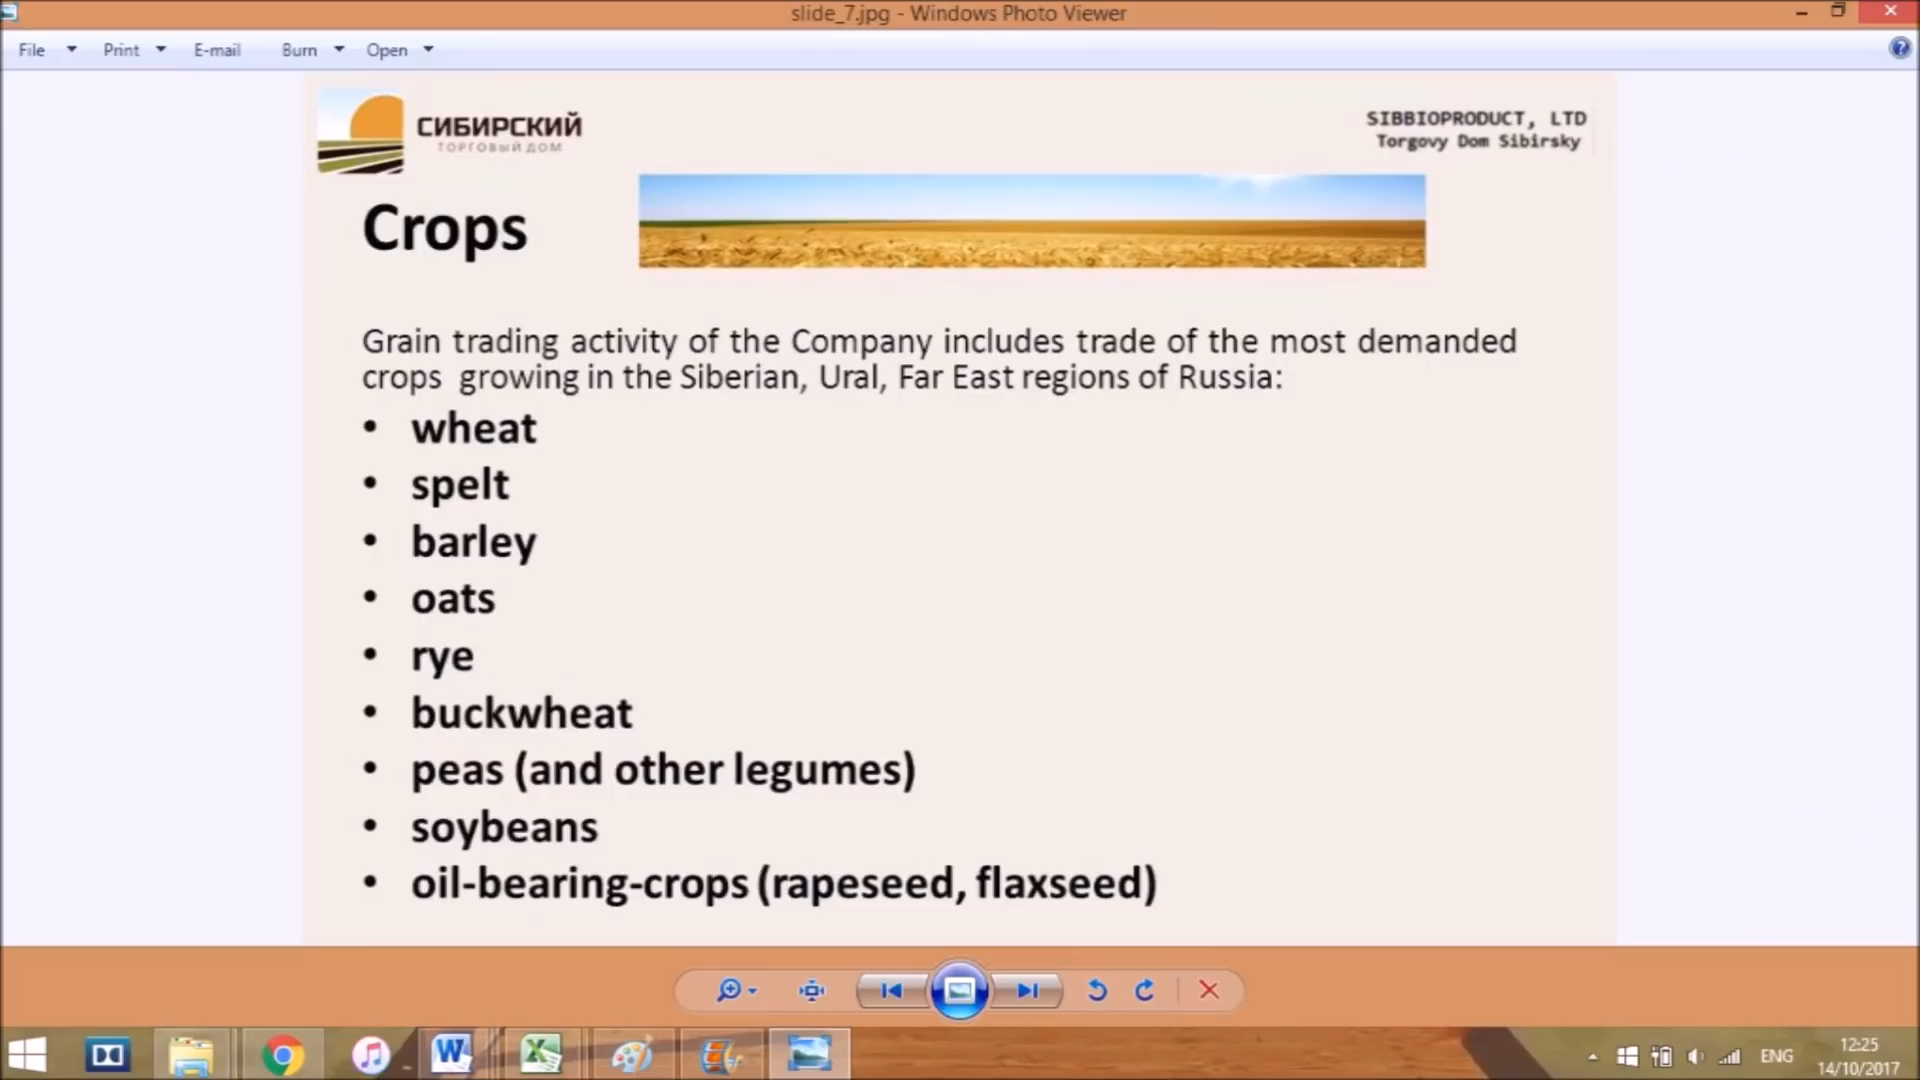 slide_7.jpg - Windows Photo Viewer
File Print E-mail Burn Open
СИБИРСКИЙ
ТОРГОВЫЙ ДОМ
SIBBIOPRODUCT, LTD
Torgovy Dom Sibirsky
Crops
Grain trading activity of the Company includes trade of the most demanded
crops growing in the Siberian, Ural, Far East regions of Russia:
• wheat
• spelt
• barley
• oats
• rye
• buckwheat
• peas (and other legumes)
• soybeans
• oil-bearing-crops (rapeseed, flaxseed)
ENG
12:25
14/10/2017